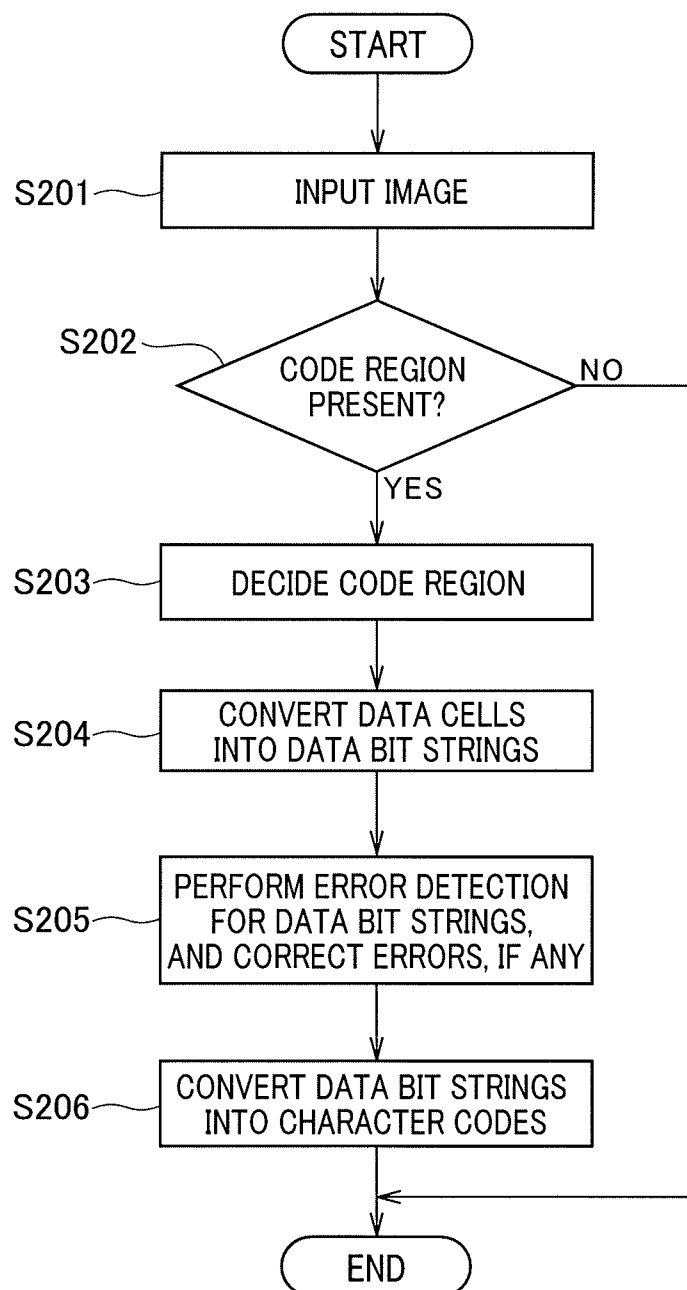 START
S201
INPUT IMAGE
S202
CODE REGION
PRESENT?
NO
YES
S203
DECIDE CODE REGION
S204
CONVERT DATA CELLS
INTO DATA BIT STRINGS
S205
PERFORM ERROR DETECTION
FOR DATA BIT STRINGS,
AND CORRECT ERRORS, IF ANY
S206
CONVERT DATA BIT STRINGS
INTO CHARACTER CODES
END